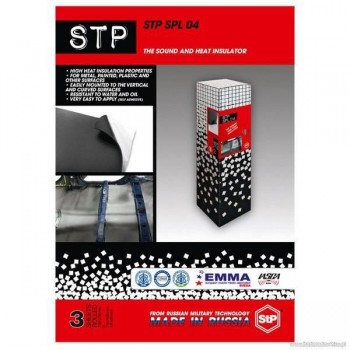 STP
STP SPL 04
THE SOUND AND HEAT INSULATOR
• HIGH HEAT INSULATION PROPERTIES
• FOR METAL, PAINTED, PLASTIC AND
OTHER SURFACES
• EASILY MOUNTED TO THE VERTICAL
AND CURVED SURFACES
• RESISTANT TO WATER AND OIL
• VERY EASY TO APPLY
STP
EMMA
IASCA
3
FROM RUSSIAN MILITARY TECHNOLOGY
MADE IN RUSSIA
StP